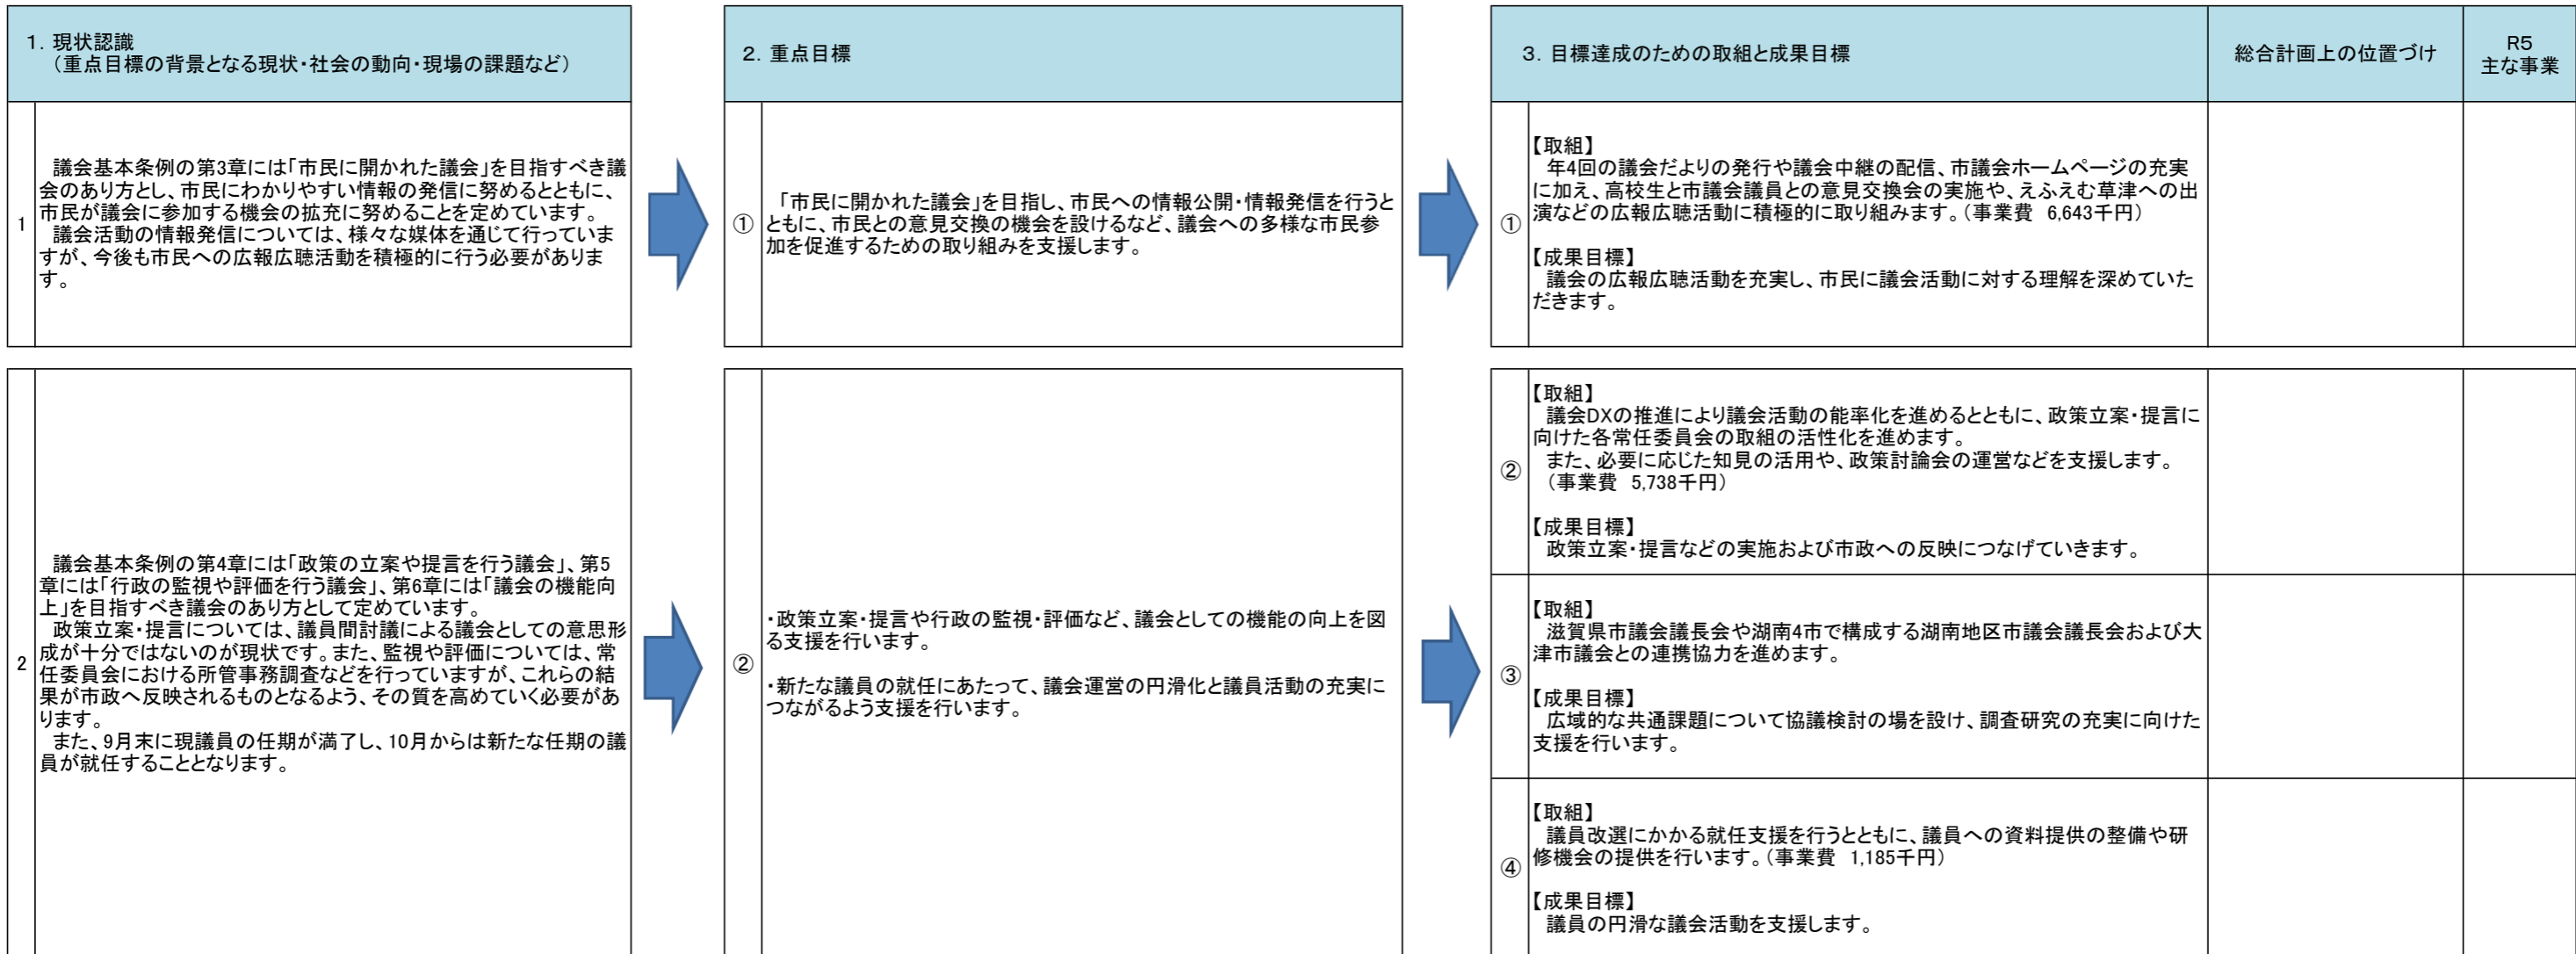 1．現状認識
（重点目標の背景となる現状・社会の動向・現場の課題など）
2．重点目標
3．目標達成のための取組と成果目標
総合計画上の位置づけ
R5
主な事業
1
議会基本条例の第3章には「市民に開かれた議会」を目指すべき議
会のあり方とし、市民にわかりやすい情報の発信に努めるとともに、
市民が議会に参加する機会の拡充に努めることを定めています。
議会活動の情報発信については、様々な媒体を通じて行っていま
すが、今後も市民への広報広聴活動を積極的に行う必要がありま
す。
①
「市民に開かれた議会」を目指し、市民への情報公開・情報発信を行うと
ともに、市民との意見交換の機会を設けるなど、議会への多様な市民参
加を促進するための取り組みを支援します。
①
【取組】
年4回の議会だよりの発行や議会中継の配信、市議会ホームページの充実
に加え、高校生と市議会議員との意見交換会の実施や、えふえむ草津への出
演などの広報広聴活動に積極的に取り組みます。（事業費　6,643千円）
【成果目標】
議会の広報広聴活動を充実し、市民に議会活動に対する理解を深めていた
だきます。
2
議会基本条例の第4章には「政策の立案や提言を行う議会」、第5
章には「行政の監視や評価を行う議会」、第6章には「議会の機能向
上」を目指すべき議会のあり方として定めています。
政策立案・提言については、議員間討議による議会としての意思形
成が十分ではないのが現状です。また、監視や評価については、常
任委員会における所管事務調査などを行っていますが、これらの結
果が市政へ反映されるものとなるよう、その質を高めていく必要があ
ります。
また、9月末に現議員の任期が満了し、10月からは新たな任期の議
員が就任することとなります。
②
・政策立案・提言や行政の監視・評価など、議会としての機能の向上を図
る支援を行います。
・新たな議員の就任にあたって、議会運営の円滑化と議員活動の充実に
つながるよう支援を行います。
②
【取組】
議会DXの推進により議会活動の能率化を進めるとともに、政策立案・提言に
向けた各常任委員会の取組の活性化を進めます。
また、必要に応じた知見の活用や、政策討論会の運営などを支援します。
（事業費　5,738千円）
【成果目標】
政策立案・提言などの実施および市政への反映につなげていきます。
③
【取組】
滋賀県市議会議長会や湖南4市で構成する湖南地区市議会議長会および大
津市議会との連携協力を進めます。
【成果目標】
広域的な共通課題について協議検討の場を設け、調査研究の充実に向けた
支援を行います。
④
【取組】
議員改選にかかる就任支援を行うとともに、議員への資料提供の整備や研
修機会の提供を行います。（事業費　1,185千円）
【成果目標】
議員の円滑な議会活動を支援します。